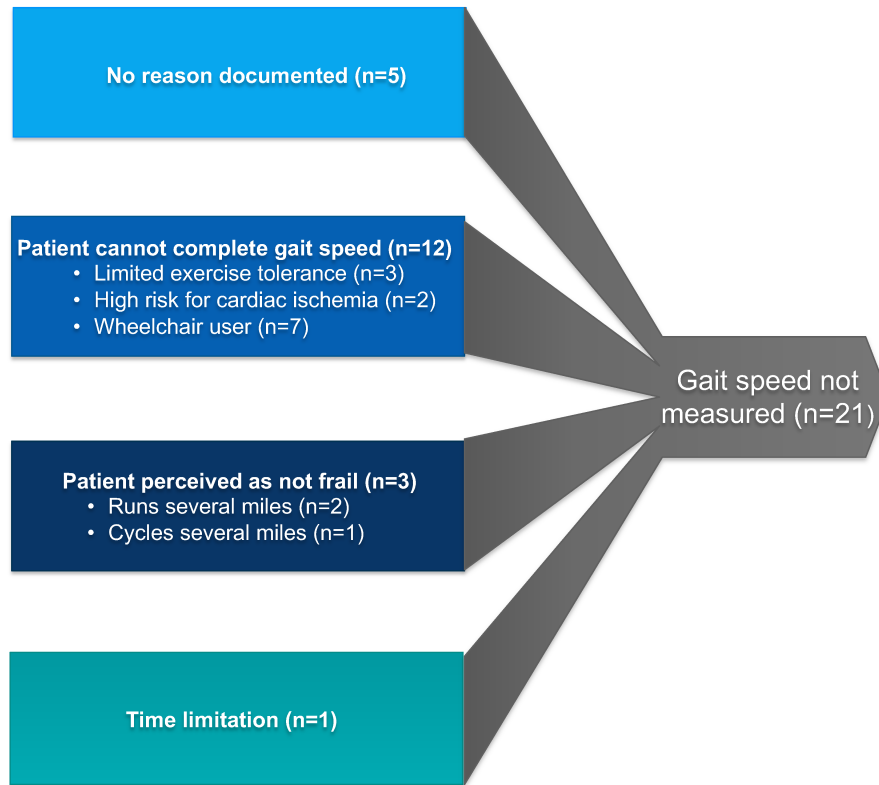 No reason documented (n=5)
Patient cannot complete gait speed (n=12)
• Limited exercise tolerance (n=3)
• High risk for cardiac ischemia (n=2)
• Wheelchair user (n=7)
Gait speed not
measured (n=21)
Patient perceived as not frail (n=3)
• Runs several miles (n=2)
• Cycles several miles (n=1)
Time limitation (n=1)